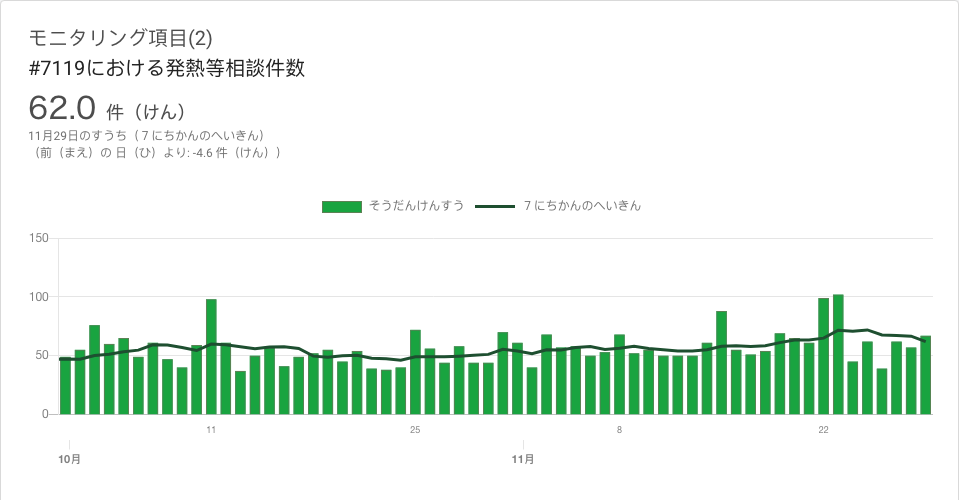 モニタリング項目(2)
#7119における発熱等相談件数
62.0 件（けん）
11月29日のすうち（７にちかんのへいきん）
（前（まえ）の 日（ひ）より: -4.6 件（けん））
そうだんけんすう ７にちかんのへいきん
150
100
50
0
11 25 8 22
10月 11月